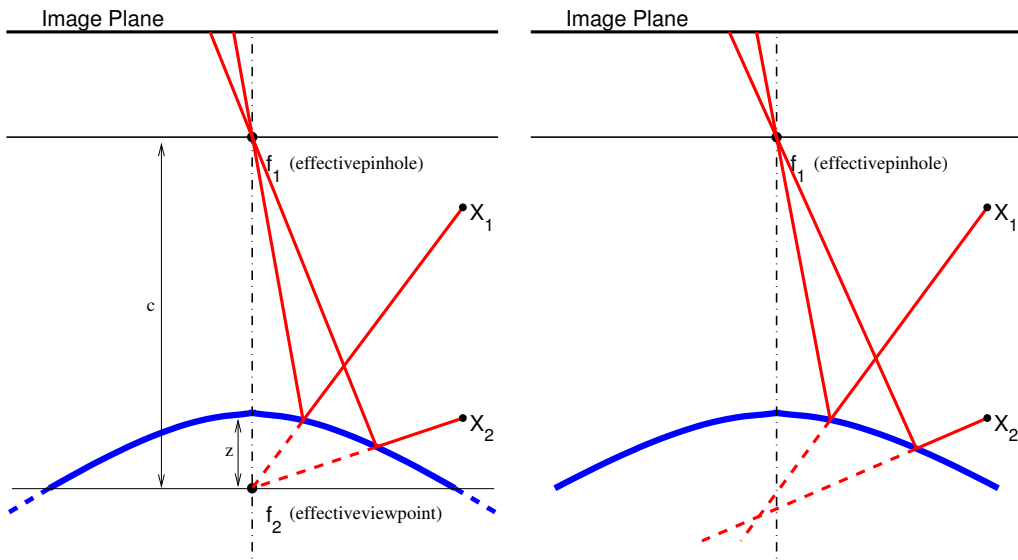 Image Plane
f1 (effectivepinhole)
X1
c
X2
z
f2 (effectiveviewpoint)
Image Plane
f1 (effectivepinhole)
X1
X2